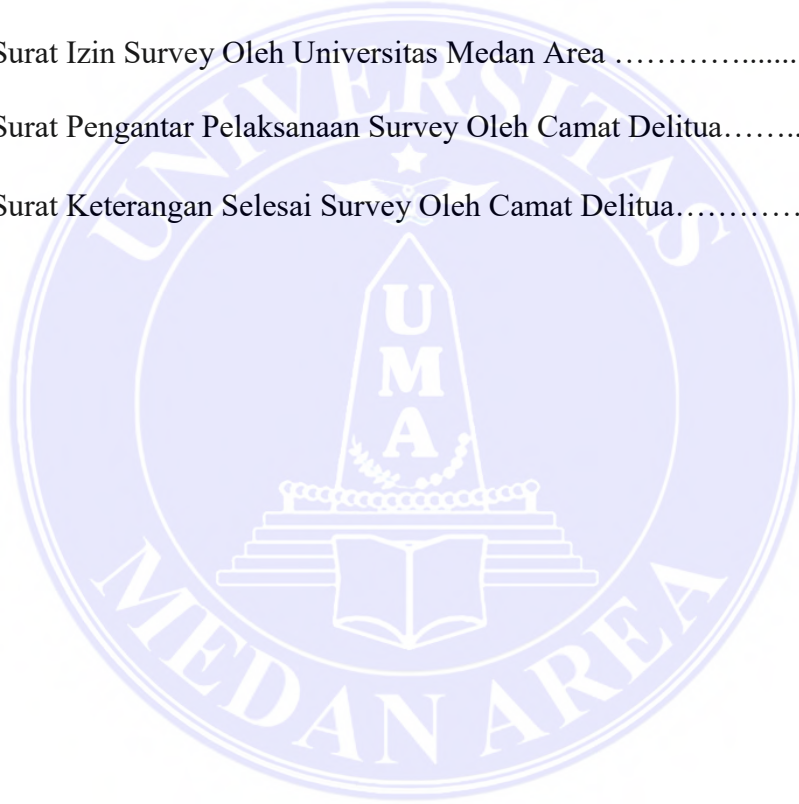 Surat Izin Survey Oleh Universitas Medan Area ………….......
Surat Pengantar Pelaksanaan Survey Oleh Camat Delitua……..
Surat Keterangan Selesai Survey Oleh Camat Delitua…………
UNIVERSITAS
U
M
A
MEDAN AREA